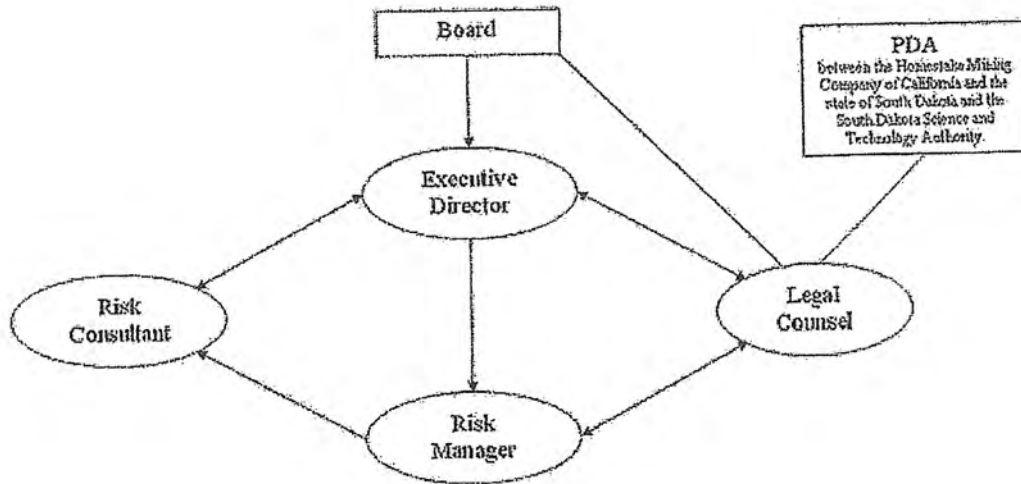 Board
PDA
between the Homestake Mining
Company of California and the
state of South Dakota and the
South Dakota Science and
Technology Authority.
Executive
Director
Risk
Consultant
Legal
Counsel
Risk
Manager